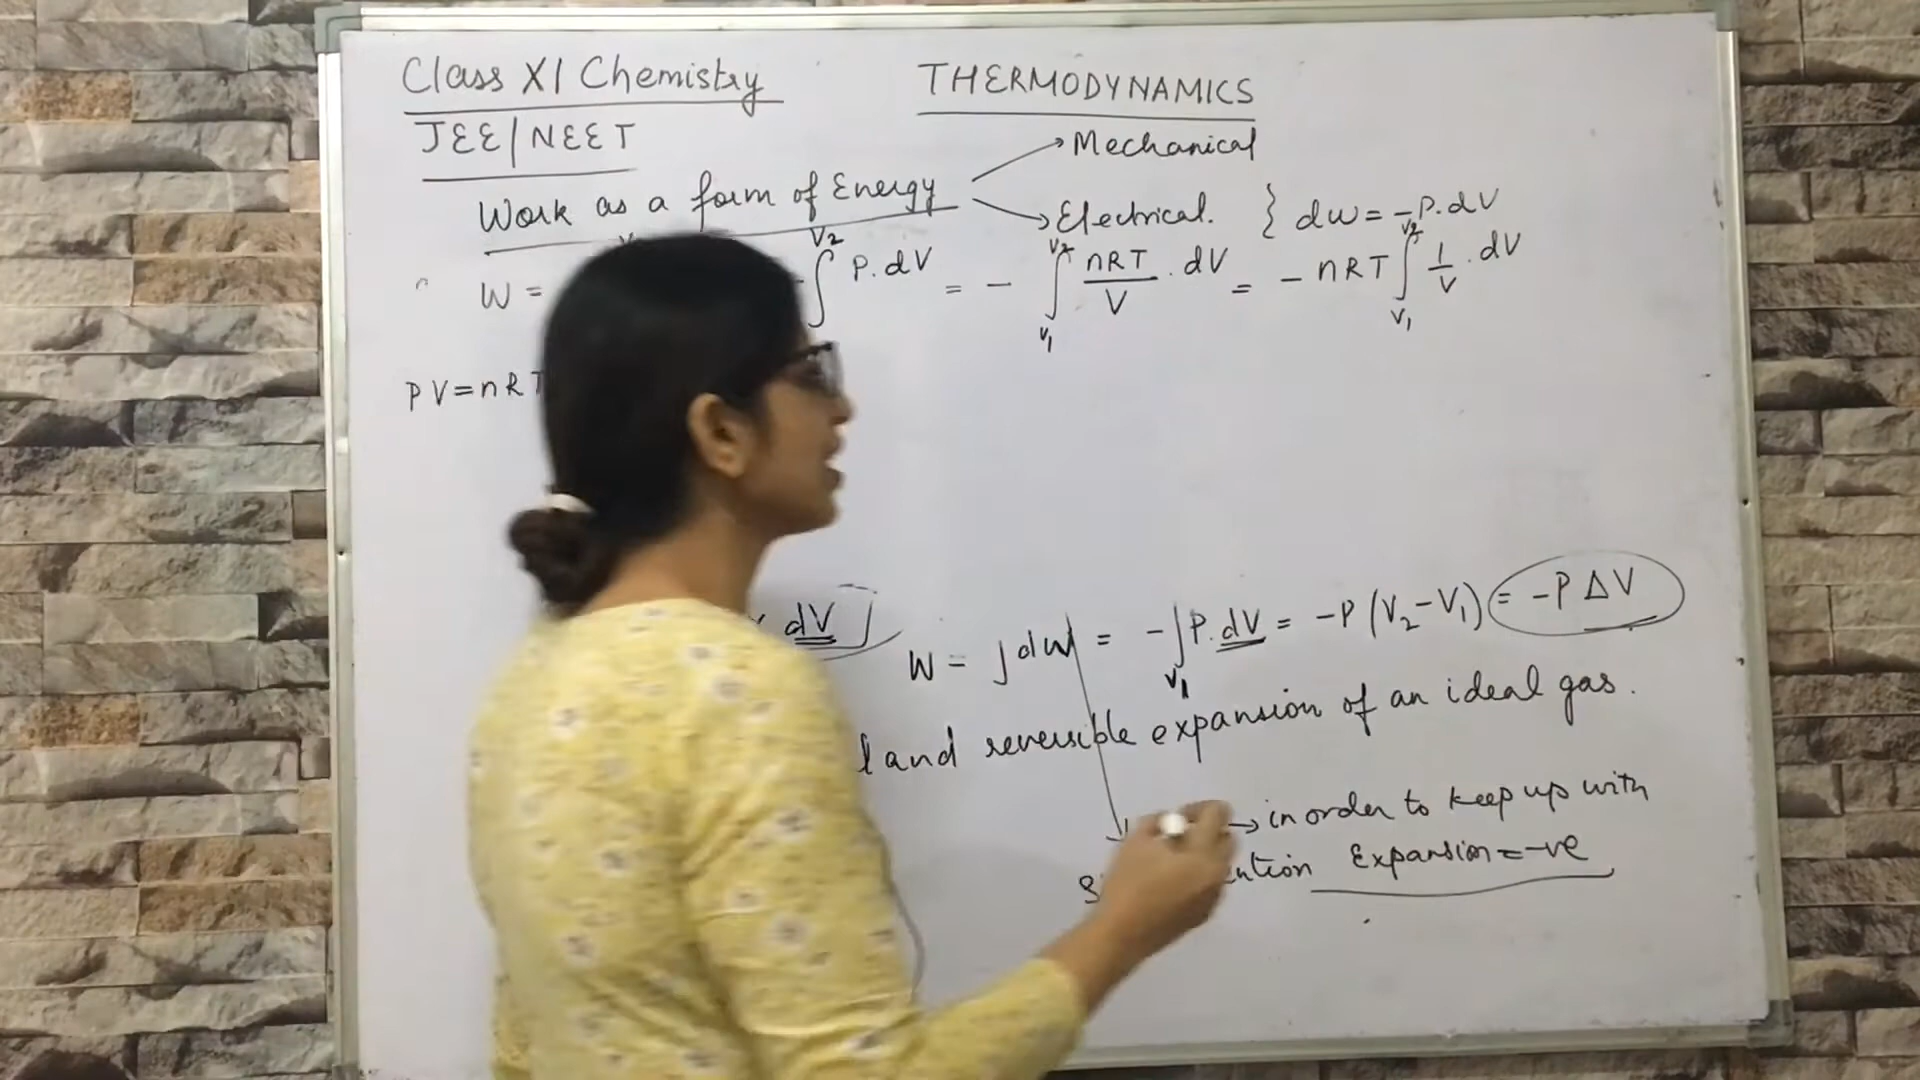 Class XI Chemistry
THERMODYNAMICS
JEE/NEET
Work as a form of Energy
→ Mechanical
→ Electrical. } dw = -P.dV
W = ∫ V2 P.dV = - ∫ V2 V1 nRT/V . dV = - nRT ∫ V2 V1 1/V . dV
PV=nRT
dV
W = ∫dW = - ∫ V1 P.dV = -P (V2-V1) = -P ΔV
and reversible expansion of an ideal gas.
→ in order to keep up with
Expansion = -ve